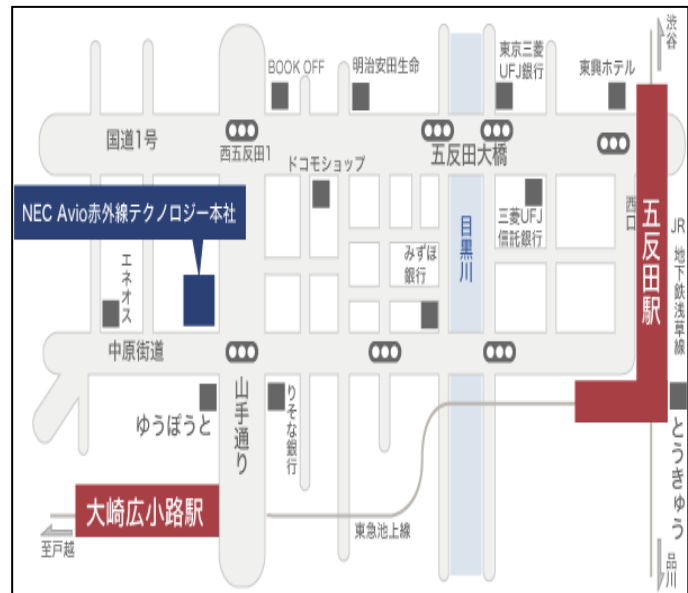 渋谷
BOOK OFF
明治安田生命
東京三菱
UFJ銀行
東興ホテル
国道1号
西五反田1
ドコモショップ
五反田大橋
西口
NEC Avio赤外線テクノロジー本社
三菱UFJ
信託銀行
目黒川
五反田駅
JR 地下鉄浅草線
エネオス
みずほ
銀行
中原街道
山手通り
りそな銀行
ゆうぽうと
とうきゅう
大崎広小路駅
東急池上線
至戸越
品川